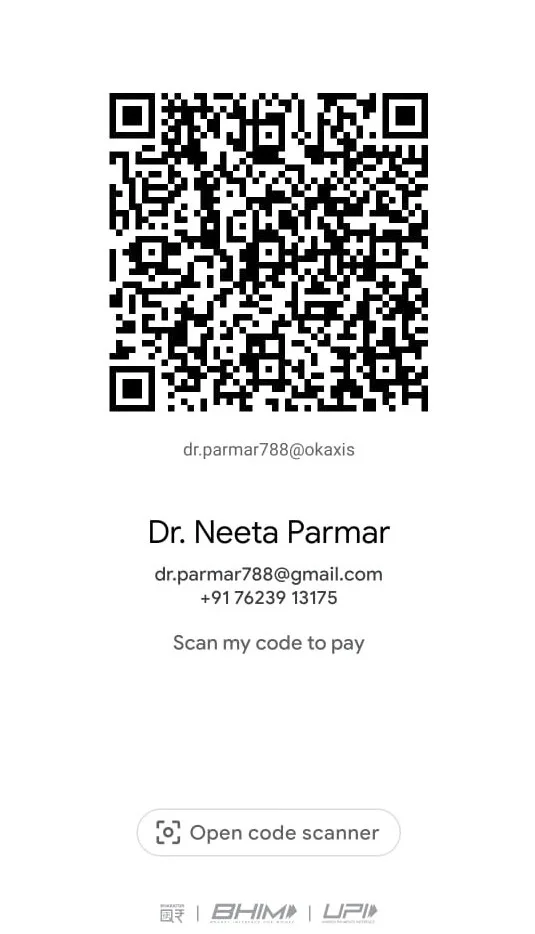 dr.parmar788@okaxis
Dr. Neeta Parmar
dr.parmar788@gmail.com
+91 76239 13175
Scan my code to pay
Open code scanner
BHIM
UPI